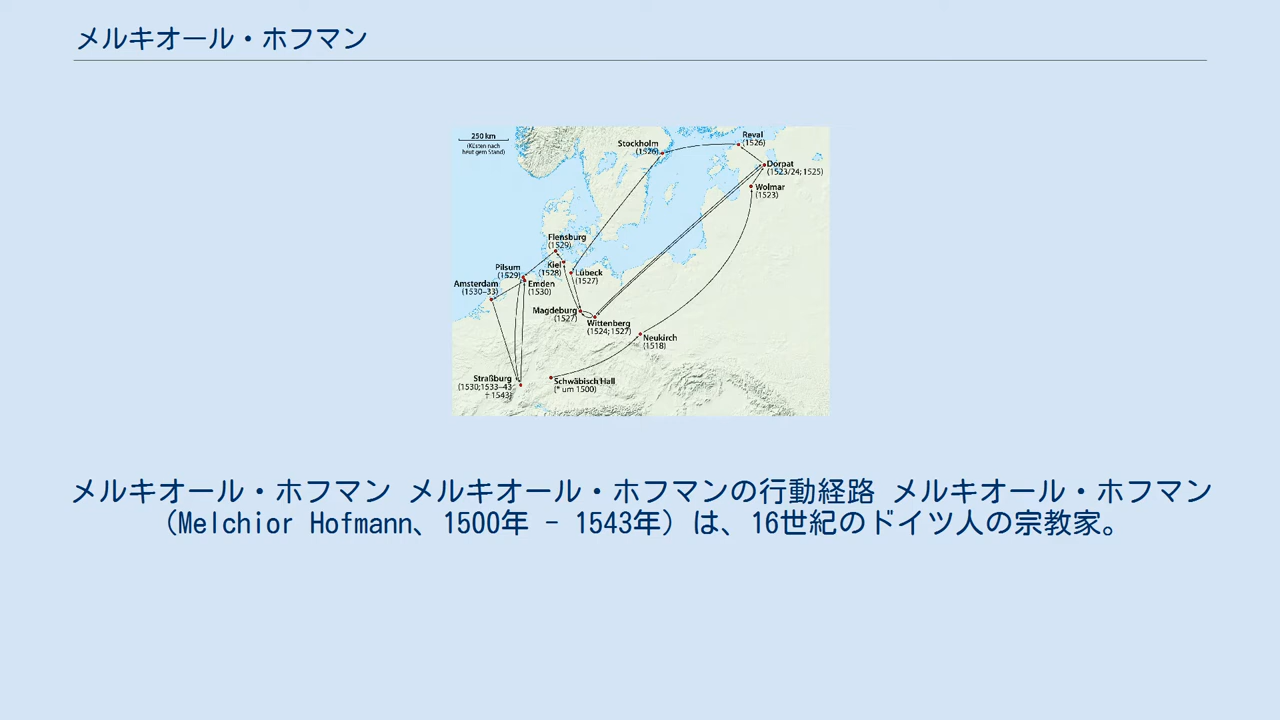 メルキオール・ホフマン
250 km
(Küsten nach
heutgem Stand)
Stockholm
(1526)
Reval
(1526)
Dorpat
(1523/24; 1525)
Wolmar
(1523)
Flensburg
(1529)
Kiel
(1528)
Lübeck
(1527)
Pilsum
(1529)
Emden
(1530)
Amsterdam
(1530–33)
Magdeburg
(1527)
Wittenberg
(1524; 1527)
Neukirch
(1518)
Straßburg
(1530; 1533–43
† 1543)
Schwäbisch Hall
(* um 1500)
メルキオール・ホフマン メルキオール・ホフマンの行動経路 メルキオール・ホフマン
（Melchior Hofmann、1500年 - 1543年）は、16世紀のドイツ人の宗教家。